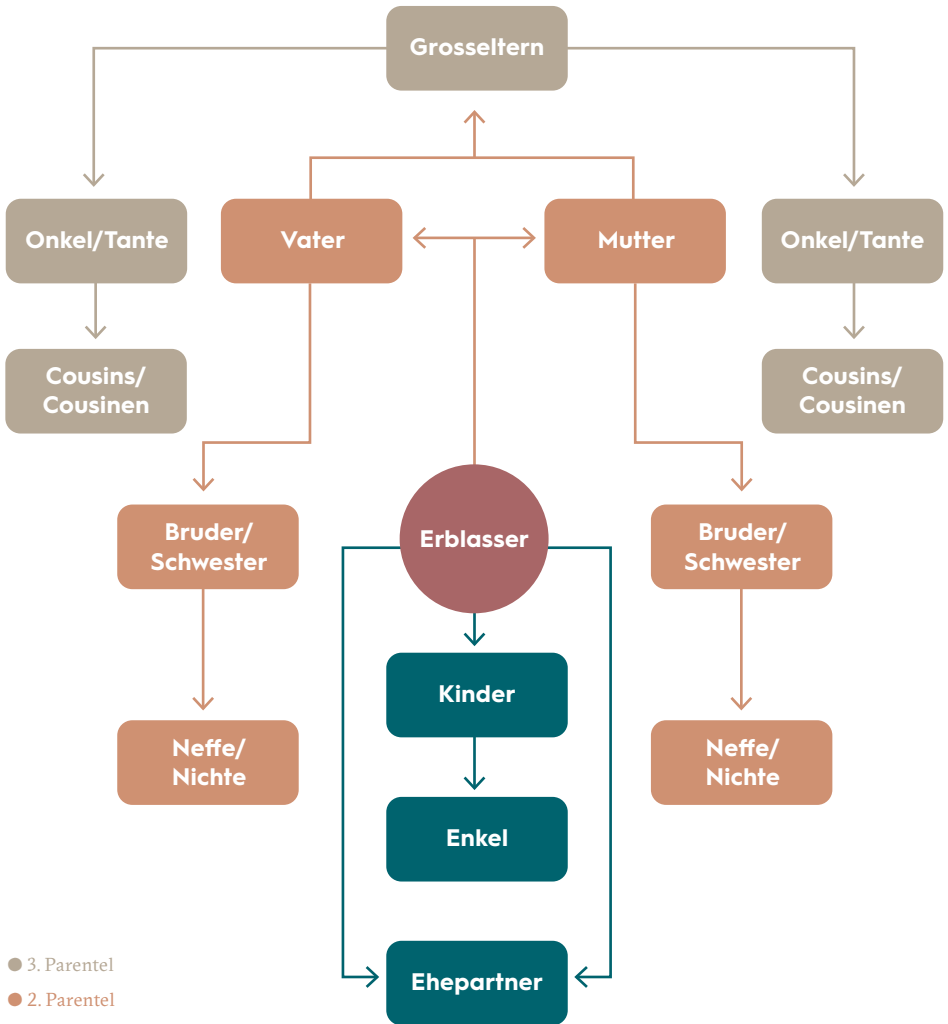 Grosseltern
Onkel/Tante
Vater
Mutter
Onkel/Tante
Cousins/
Cousinen
Cousins/
Cousinen
Bruder/
Schwester
Erblasser
Bruder/
Schwester
Kinder
Neffe/
Nichte
Neffe/
Nichte
Enkel
Ehepartner
3. Parentel
2. Parentel